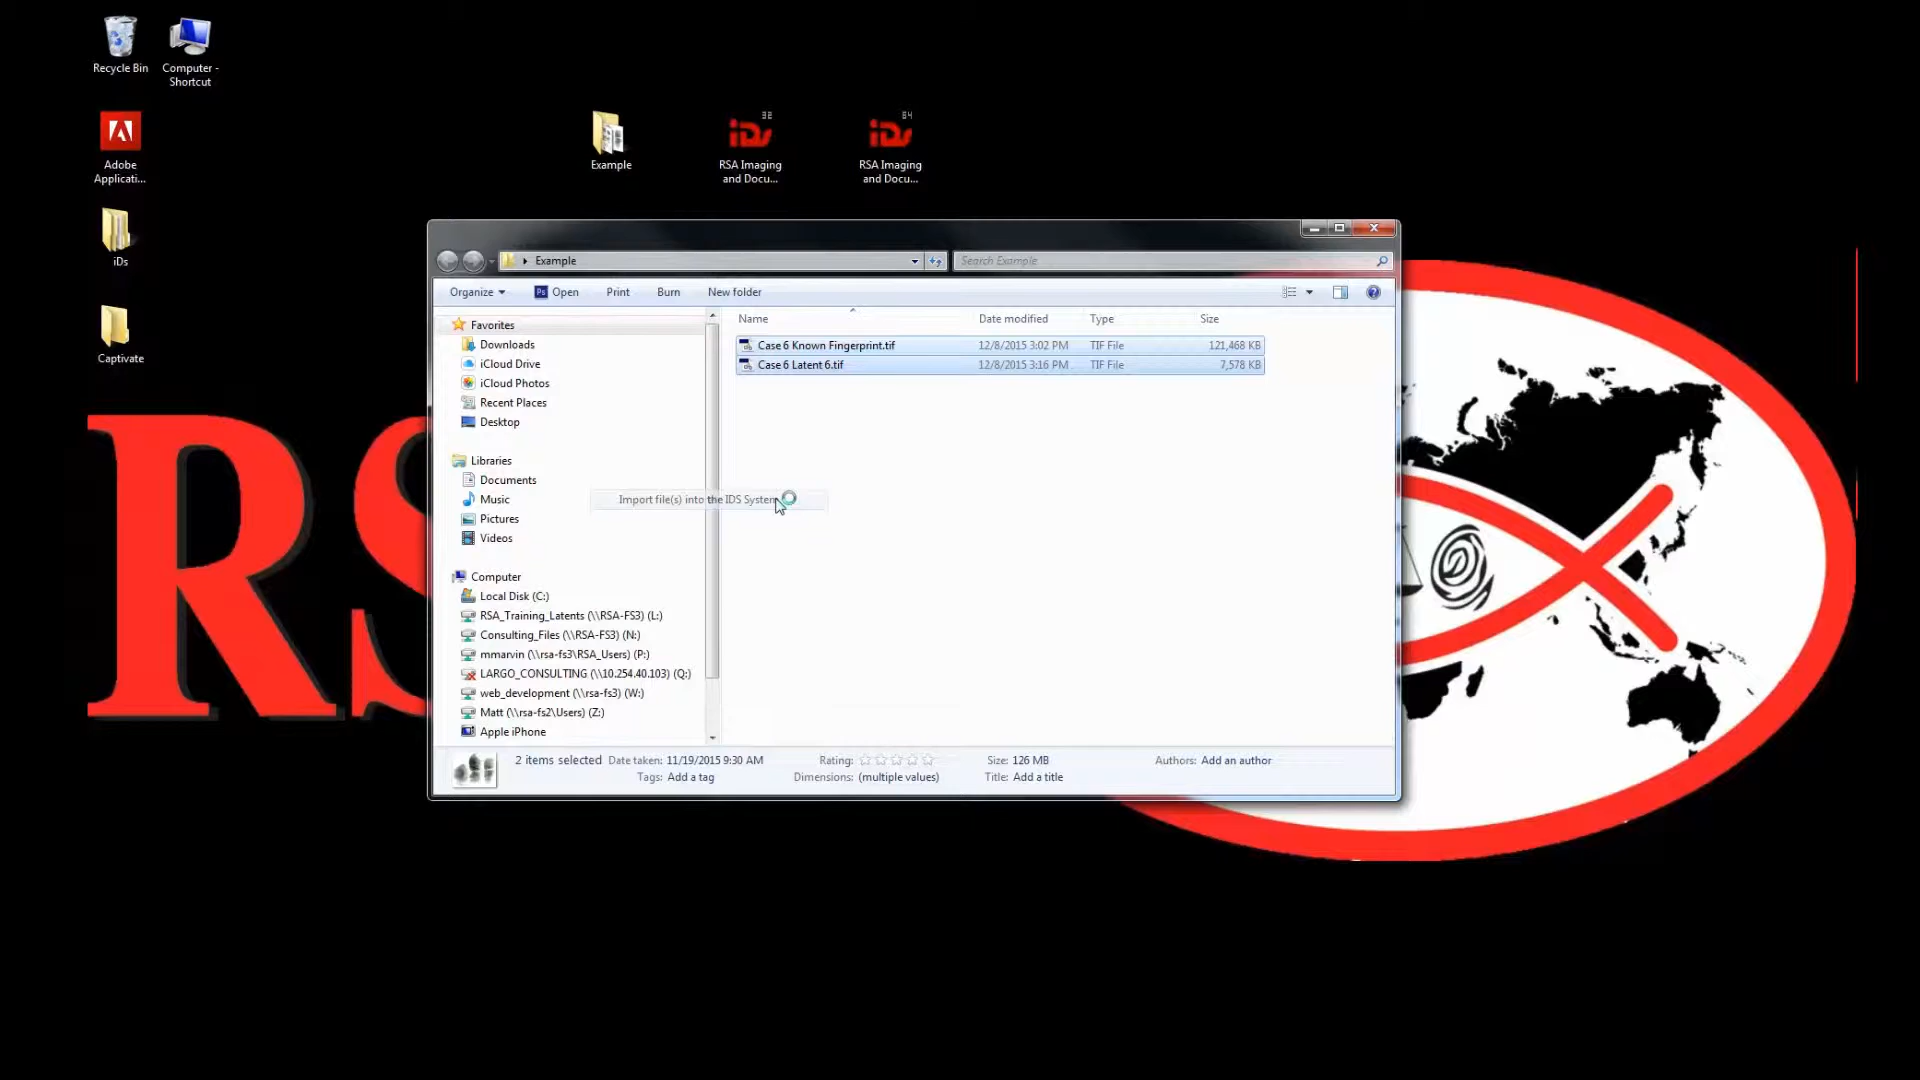 Recycle Bin
Computer -
Shortcut
Adobe
Applicati...
iDs
Captivate
Example
32
iDs
RSA Imaging
and Docu...
64
iDs
RSA Imaging
and Docu...
RS
Example
Search Example
Organize
Ps Open
Print
Burn
New folder
Favorites
Downloads
iCloud Drive
iCloud Photos
Recent Places
Desktop
Libraries
Documents
Music
Pictures
Videos
Computer
Local Disk (C:)
RSA_Training_Latents (\\RSA-FS3) (L:)
Consulting_Files (\\RSA-FS3) (N:)
mmarvin (\\rsa-fs3\RSA_Users) (P:)
LARGO_CONSULTING (\\10.254.40.103) (Q:)
web_development (\\rsa-fs3) (W:)
Matt (\\rsa-fs2\Users) (Z:)
Apple iPhone
Name Date modified Type Size
Case 6 Known Fingerprint.tif 12/8/2015 3:02 PM TIF File 121,468 KB
Case 6 Latent 6.tif 12/8/2015 3:16 PM TIF File 7,578 KB
Import file(s) into the IDS System
2 items selected Date taken: 11/19/2015 9:30 AM Rating: Size: 126 MB Authors: Add an author
Tags: Add a tag Dimensions: (multiple values) Title: Add a title